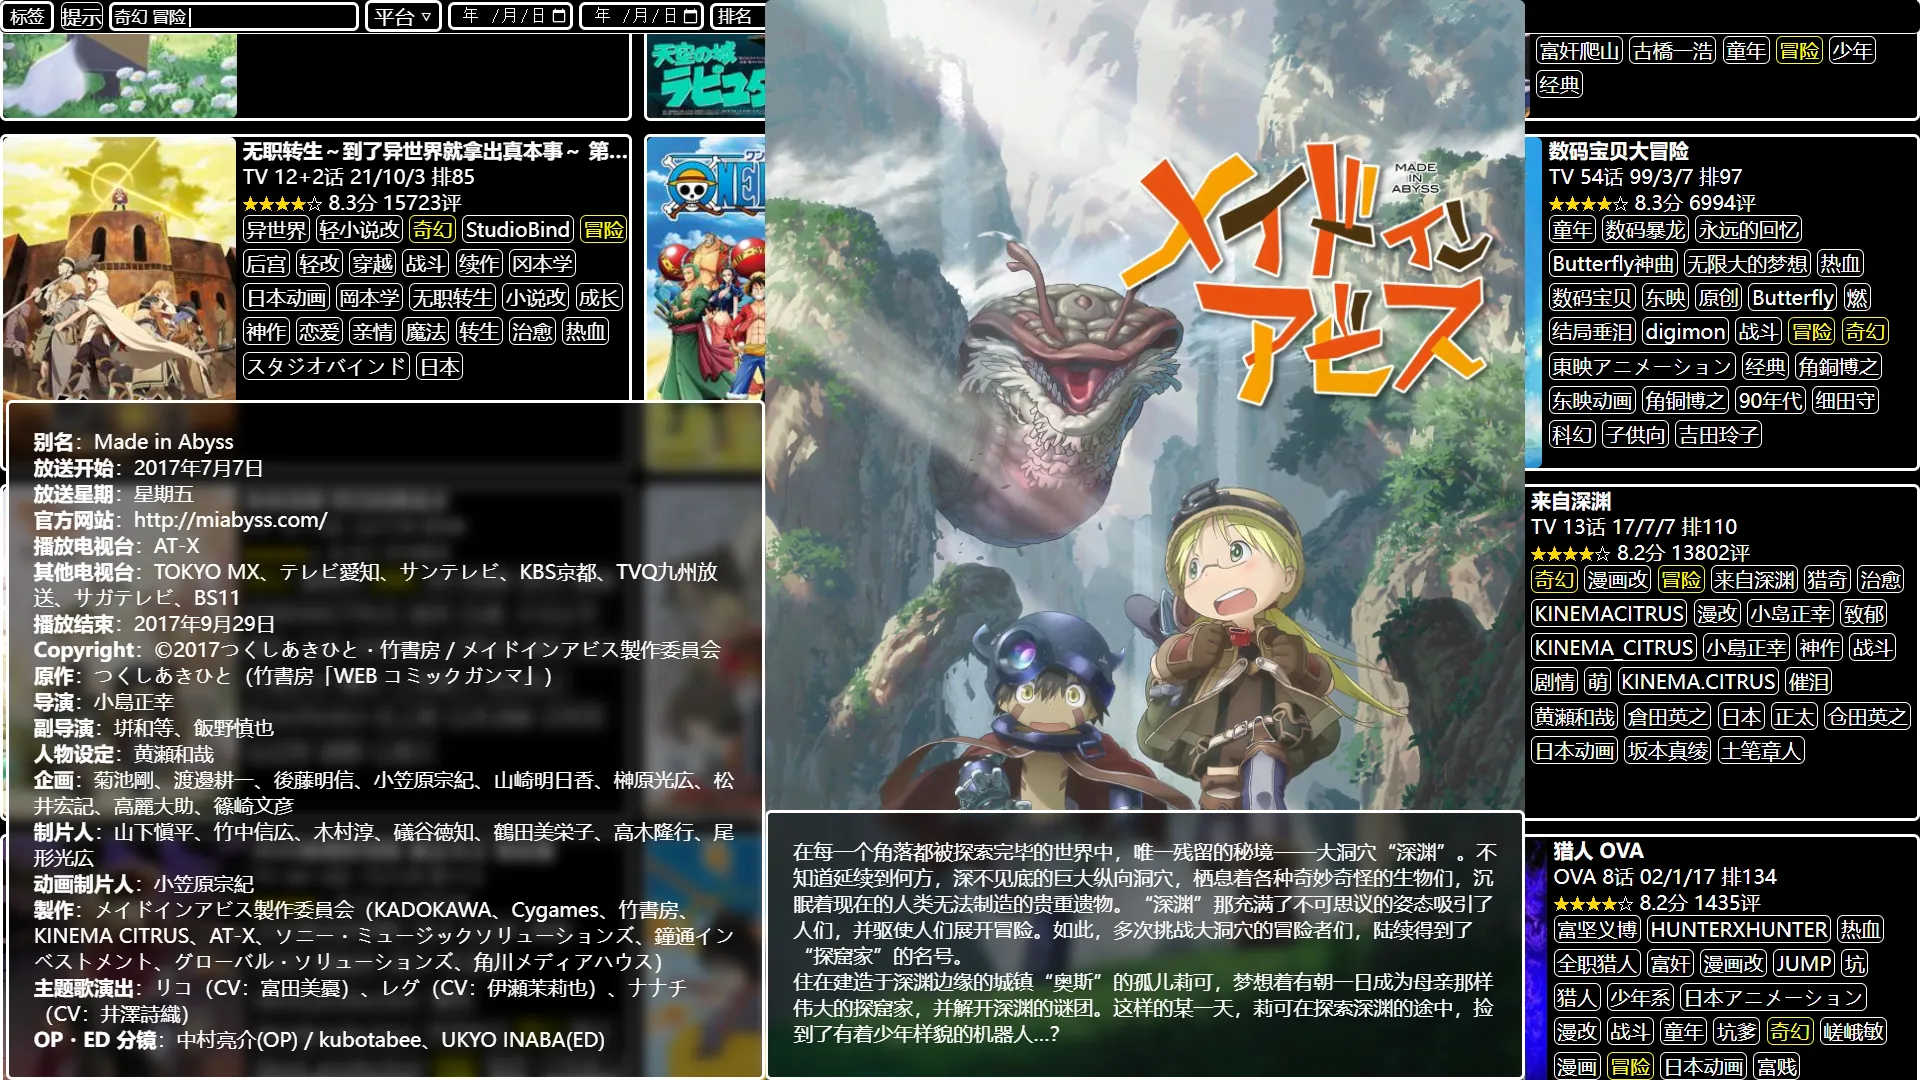 标签 提示 奇幻 冒险 平台 ▽ 年 /月/日 年 /月/日 排名
天空の城
ラピュタ
无职转生～到了异世界就拿出真本事～ 第...
TV 12+2话 21/10/3 排85
★★★★☆ 8.3分 15723评
异世界 轻小说改 奇幻 StudioBind 冒险
后宫 轻改 穿越 战斗 续作 冈本学
日本动画 岡本学 无职转生 小说改 成长
神作 恋爱 亲情 魔法 转生 治愈 热血
スタジオバインド 日本
别名：Made in Abyss
放送开始：2017年7月7日
放送星期：星期五
官方网站：http://miabyss.com/
播放电视台：AT-X
其他电视台：TOKYO MX、テレビ愛知、サンテレビ、KBS京都、TVQ九州放
送、サガテレビ、BS11
播放结束：2017年9月29日
Copyright：©2017つくしあきひと・竹書房 / メイドインアビス製作委員会
原作：つくしあきひと（竹書房「WEB コミックガンマ」）
导演：小島正幸
副导演：垪和等、飯野慎也
人物设定：黄瀬和哉
企画：菊池剛、渡邊耕一、後藤明信、小笠原宗紀、山崎明日香、榊原光広、松
井宏記、高麗大助、篠崎文彦
制片人：山下愼平、竹中信広、木村淳、礒谷徳知、鶴田美栄子、高木隆行、尾
形光広
动画制片人：小笠原宗紀
製作：メイドインアビス製作委員会（KADOKAWA、Cygames、竹書房、
KINEMA CITRUS、AT-X、ソニー・ミュージックソリューションズ、鐘通イン
ベストメント、グローバル・ソリューションズ、角川メディアハウス）
主题歌演出：リコ（CV：富田美憂）、レグ（CV：伊瀬茉莉也）、ナナチ
（CV：井澤詩織）
OP・ED 分镜：中村亮介(OP) / kubotabee、UKYO INABA(ED)
メイドイン
アビス
MADE
IN
ABYSS
在每一个角落都被探索完毕的世界中，唯一残留的秘境——大洞穴“深渊”。不
知道延续到何方，深不见底的巨大纵向洞穴，栖息着各种奇妙奇怪的生物们，沉
眠着现在的人类无法制造的贵重遗物。“深渊”那充满了不可思议的姿态吸引了
人们，并驱使人们展开冒险。如此，多次挑战大洞穴的冒险者们，陆续得到了
“探窟家”的名号。
住在建造于深渊边缘的城镇“奥斯”的孤儿莉可，梦想着有朝一日成为母亲那样
伟大的探窟家，并解开深渊的谜团。这样的某一天，莉可在探索深渊的途中，捡
到了有着少年样貌的机器人...?
富奸爬山 古橋一浩 童年 冒险 少年
经典
数码宝贝大冒险
TV 54话 99/3/7 排97
★★★★☆ 8.3分 6994评
童年 数码暴龙 永远的回忆
Butterfly神曲 无限大的梦想 热血
数码宝贝 东映 原创 Butterfly 燃
结局垂泪 digimon 战斗 冒险 奇幻
東映アニメーション 经典 角銅博之
东映动画 角铜博之 90年代 细田守
科幻 子供向 吉田玲子
来自深渊
TV 13话 17/7/7 排110
★★★★☆ 8.2分 13802评
奇幻 漫画改 冒险 来自深渊 猎奇 治愈
KINEMACITRUS 漫改 小岛正幸 致郁
KINEMA_CITRUS 小島正幸 神作 战斗
剧情 萌 KINEMA.CITRUS 催泪
黄瀬和哉 倉田英之 日本 正太 仓田英之
日本动画 坂本真绫 土笔章人
猎人 OVA
OVA 8话 02/1/17 排134
★★★★☆ 8.2分 1435评
富坚义博 HUNTERXHUNTER 热血
全职猎人 富奸 漫画改 JUMP 坑
猎人 少年系 日本アニメーション
漫改 战斗 童年 坑爹 奇幻 嵯峨敏
漫画 冒险 日本动画 富贱